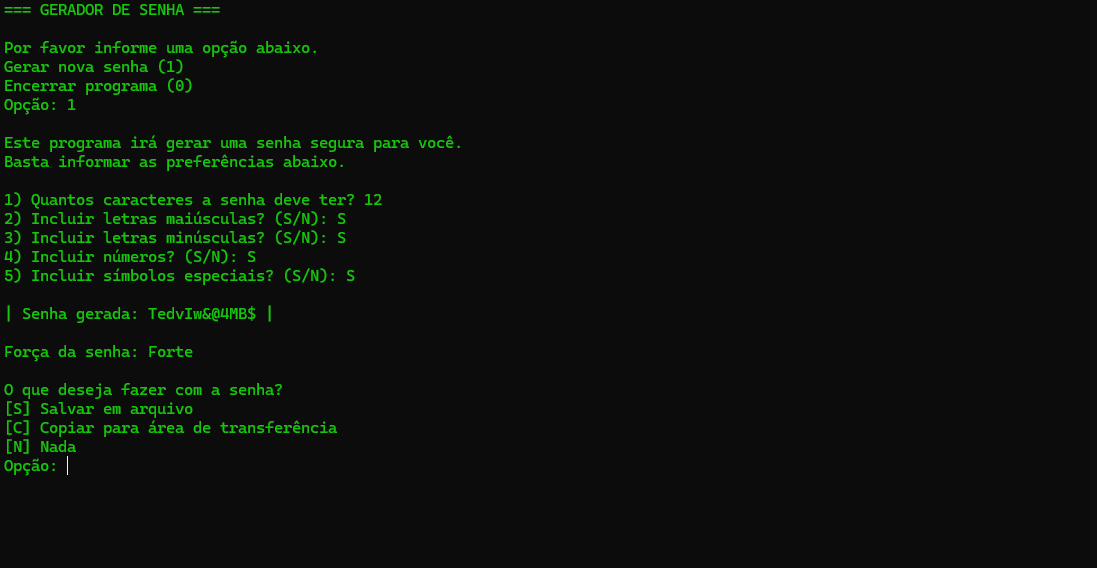 === GERADOR DE SENHA ===
Por favor informe uma opção abaixo.
Gerar nova senha (1)
Encerrar programa (0)
Opção: 1
Este programa irá gerar uma senha segura para você.
Basta informar as preferências abaixo.
1) Quantos caracteres a senha deve ter? 12
2) Incluir letras maiúsculas? (S/N): S
3) Incluir letras minúsculas? (S/N): S
4) Incluir números? (S/N): S
5) Incluir símbolos especiais? (S/N): S
| Senha gerada: TedvIw&@4MB$ |
Força da senha: Forte
O que deseja fazer com a senha?
[S] Salvar em arquivo
[C] Copiar para área de transferência
[N] Nada
Opção: